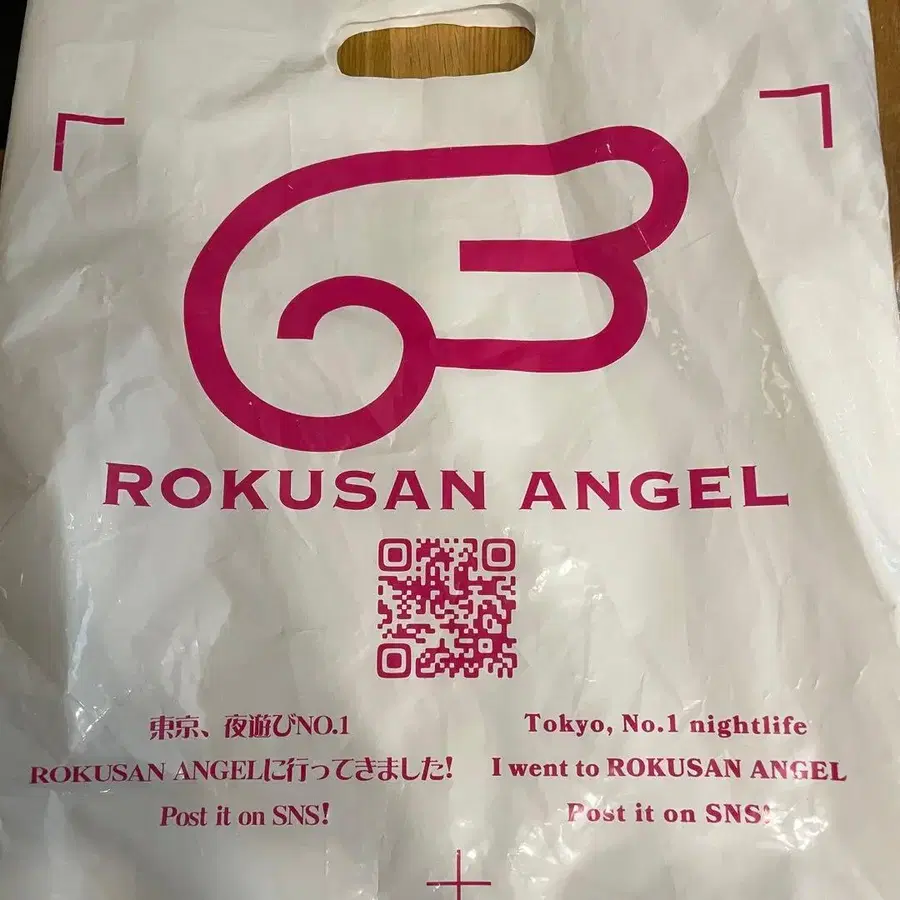 ROKUSAN ANGEL
東京、夜遊びNO.1
ROKUSAN ANGELに行ってきました!
Post it on SNS!
Tokyo, No.1 nightlife
I went to ROKUSAN ANGEL
Post it on SNS!